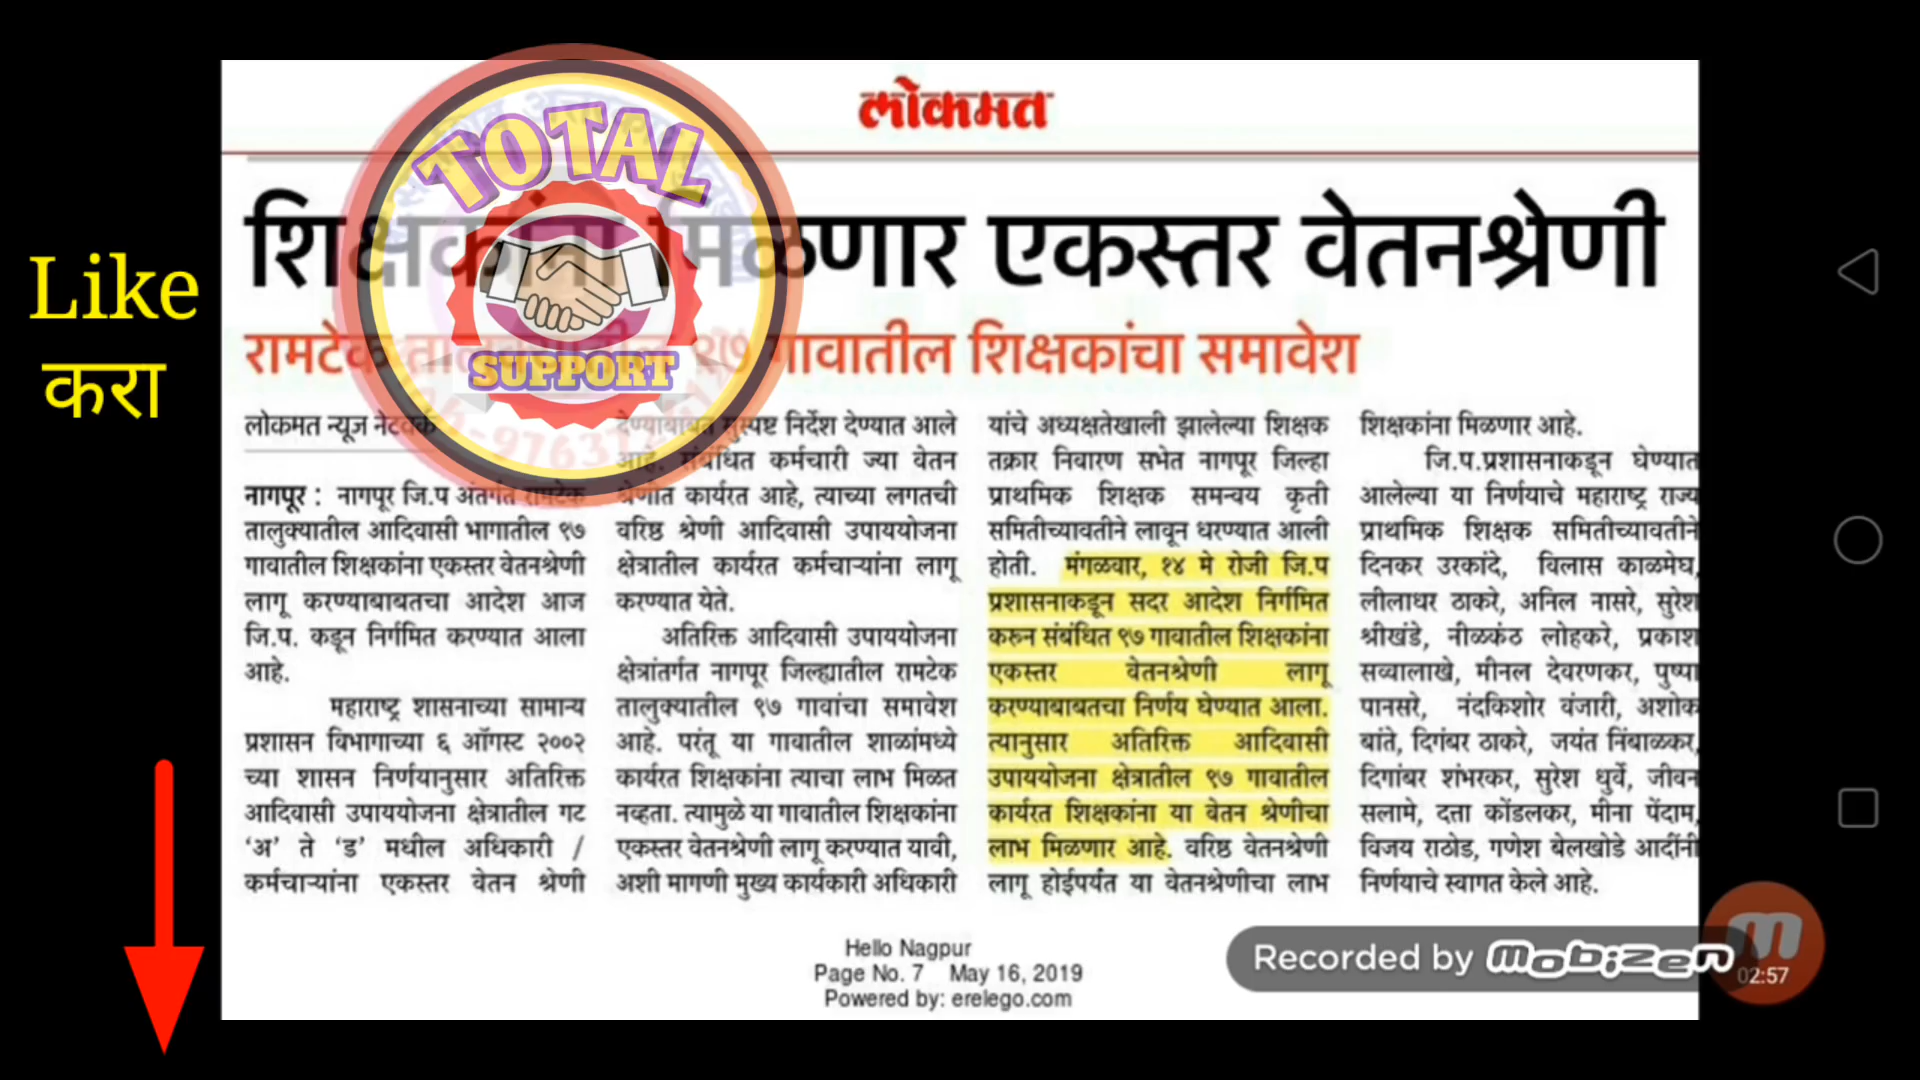 लोकमत
शिक्षकांना मिळणार एकस्तर वेतनश्रेणी
रामटेक तालुक्यातील ९७ गावातील शिक्षकांचा समावेश
Like
करा
TOTAL
SUPPORT
लोकमत न्यूज नेटवर्क
नागपूर : नागपूर जि.प अंतर्गत रामटेक
तालुक्यातील आदिवासी भागातील ९७
गावातील शिक्षकांना एकस्तर वेतनश्रेणी
लागू करण्याबाबतचा आदेश आज
जि.प. कडून निर्गमित करण्यात आला
आहे.
महाराष्ट्र शासनाच्या सामान्य
प्रशासन विभागाच्या ६ ऑगस्ट २००२
च्या शासन निर्णयानुसार अतिरिक्त
आदिवासी उपाययोजना क्षेत्रातील गट
‘अ’ ते ‘ड’ मधील अधिकारी /
कर्मचाऱ्यांना एकस्तर वेतन श्रेणी
देण्याबाबत सुस्पष्ट निर्देश देण्यात आले
आहे. संबंधित कर्मचारी ज्या वेतन
श्रेणीत कार्यरत आहे, त्याच्या लगतची
वरिष्ठ श्रेणी आदिवासी उपाययोजना
क्षेत्रातील कार्यरत कर्मचाऱ्यांना लागू
करण्यात येते.
अतिरिक्त आदिवासी उपाययोजना
क्षेत्रांतर्गत नागपूर जिल्ह्यातील रामटेक
तालुक्यातील ९७ गावांचा समावेश
आहे. परंतू या गावातील शाळांमध्ये
कार्यरत शिक्षकांना त्याचा लाभ मिळत
नव्हता. त्यामुळे या गावातील शिक्षकांना
एकस्तर वेतनश्रेणी लागू करण्यात यावी,
अशी मागणी मुख्य कार्यकारी अधिकारी
यांचे अध्यक्षतेखाली झालेल्या शिक्षक
तक्रार निवारण सभेत नागपूर जिल्हा
प्राथमिक शिक्षक समन्वय कृती
समितीच्यावतीने लावून धरण्यात आली
होती. मंगळवार, १४ मे रोजी जि.प
प्रशासनाकडून सदर आदेश निर्गमित
करून संबंधित ९७ गावातील शिक्षकांना
एकस्तर वेतनश्रेणी लागू
करण्याबाबतचा निर्णय घेण्यात आला.
त्यानुसार अतिरिक्त आदिवासी
उपाययोजना क्षेत्रातील ९७ गावातील
कार्यरत शिक्षकांना या वेतन श्रेणीचा
लाभ मिळणार आहे. वरिष्ठ वेतनश्रेणी
लागू होईपर्यंत या वेतनश्रेणीचा लाभ
शिक्षकांना मिळणार आहे.
जि.प.प्रशासनाकडून घेण्यात
आलेल्या या निर्णयाचे महाराष्ट्र राज्य
प्राथमिक शिक्षक समितीच्यावतीने
दिनकर उरकांदे, विलास काळमेघ,
लीलाधर ठाकरे, अनिल नासरे, सुरेश
श्रीखंडे, नीळकंठ लोहकरे, प्रकाश
सव्वालाखे, मीनल देवरणकर, पुष्पा
पानसरे, नंदकिशोर वंजारी, अशोक
बांते, दिगंबर ठाकरे, जयंत निंबाळकर,
दिगांबर शंभरकर, सुरेश धुर्वे, जीवन
सलामे, दत्ता कोंडलकर, मीना पेंदाम,
विजय राठोड, गणेश बेलखोडे आदींनी
निर्णयाचे स्वागत केले आहे.
Hello Nagpur
Page No. 7 May 16, 2019
Powered by: erelego.com
Recorded by Mobizen
02:57